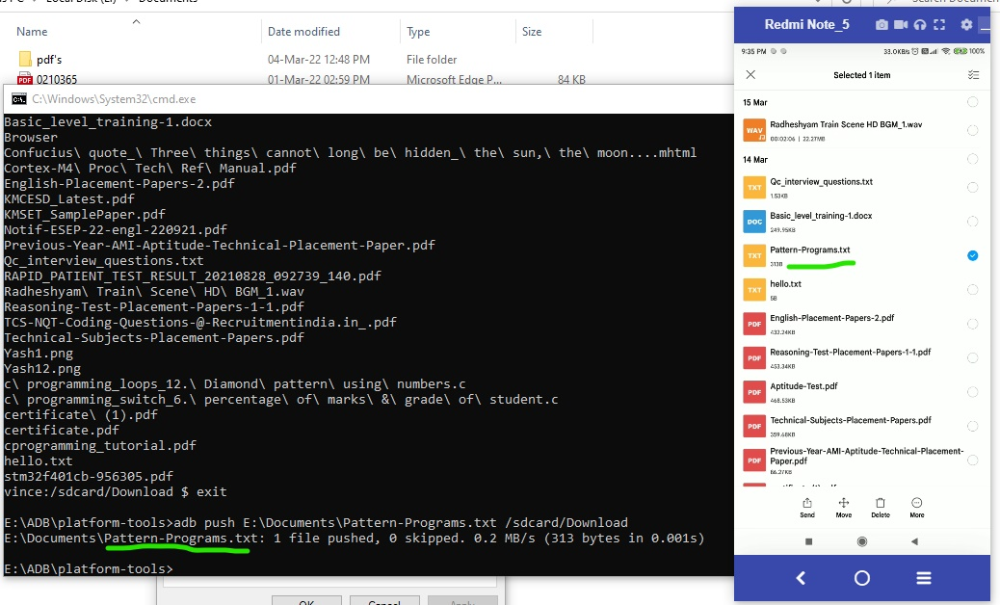 Documents
Name
Date modified
Type
Size
pdf's
04-Mar-22 12:48 PM
File folder
0210365
01-Mar-22 02:59 PM
Microsoft Edge P...
84 KB
C:\Windows\System32\cmd.exe
Basic_level_training-1.docx
Browser
Confucius\ quote_\ Three\ things\ cannot\ long\ be\ hidden_\ the\ sun,\ the\ moon....mhtml
Cortex-M4\ Proc\ Tech\ Ref\ Manual.pdf
English-Placement-Papers-2.pdf
KMCESD_Latest.pdf
KMSET_SamplePaper.pdf
Notif-ESEP-22-engl-220921.pdf
Previous-Year-AMI-Aptitude-Technical-Placement-Paper.pdf
Qc_interview_questions.txt
RAPID_PATIENT_TEST_RESULT_20210828_092739_140.pdf
Radheshyam\ Train\ Scene\ HD\ BGM_1.wav
Reasoning-Test-Placement-Papers-1-1.pdf
TCS-NQT-Coding-Questions-@-Recruitmentindia.in_.pdf
Technical-Subjects-Placement-Papers.pdf
Yash1.png
Yash12.png
c\ programming_loops_12.\ Diamond\ pattern\ using\ numbers.c
c\ programming_switch_6.\ percentage\ of\ marks\ &\ grade\ of\ student.c
certificate\ (1).pdf
certificate.pdf
cprogramming_tutorial.pdf
hello.txt
stm32f401cb-956305.pdf
vince:/sdcard/Download $ exit
E:\ADB\platform-tools>adb push E:\Documents\Pattern-Programs.txt /sdcard/Download
E:\Documents\Pattern-Programs.txt: 1 file pushed, 0 skipped. 0.2 MB/s (313 bytes in 0.001s)
E:\ADB\platform-tools>
OK
Cancel
Apply
Redmi Note_5
9:35 PM
33.0KB/s
100%
Selected 1 item
15 Mar
WAV
Radheshyam Train Scene HD BGM_1.wav
00:02:06 | 22.27MB
14 Mar
TXT
Qc_interview_questions.txt
1.53KB
DOC
Basic_level_training-1.docx
249.95KB
TXT
Pattern-Programs.txt
313B
TXT
hello.txt
5B
PDF
English-Placement-Papers-2.pdf
432.24KB
PDF
Reasoning-Test-Placement-Papers-1-1.pdf
453.34KB
PDF
Aptitude-Test.pdf
468.53KB
PDF
Technical-Subjects-Placement-Papers.pdf
359.68KB
PDF
Previous-Year-AMI-Aptitude-Technical-Placement-
Paper.pdf
86.27KB
Send
Move
Delete
More